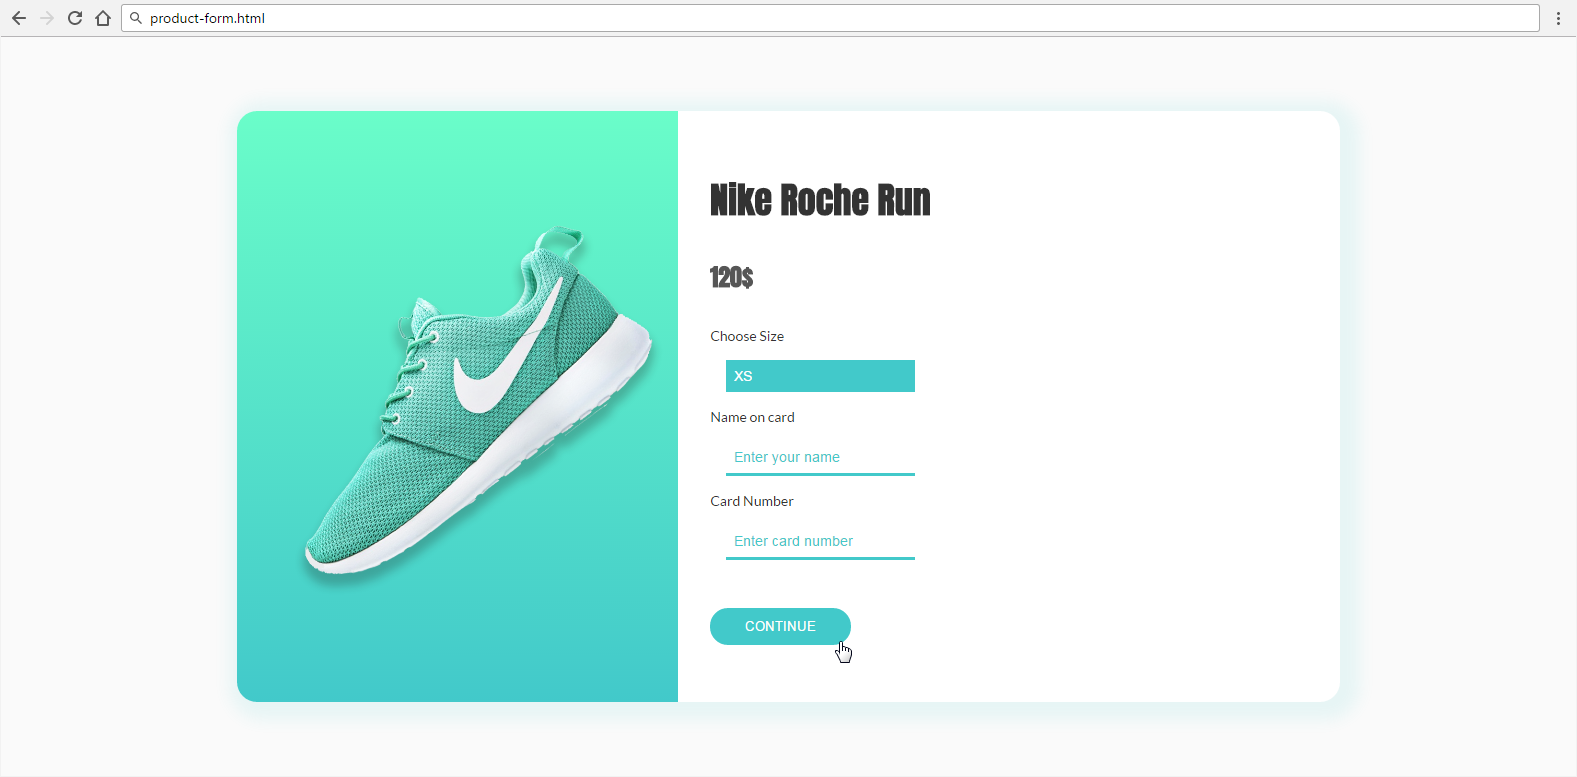 product-form.html
Nike Roche Run
120$
Choose Size
XS
Name on card
Enter your name
Card Number
Enter card number
CONTINUE